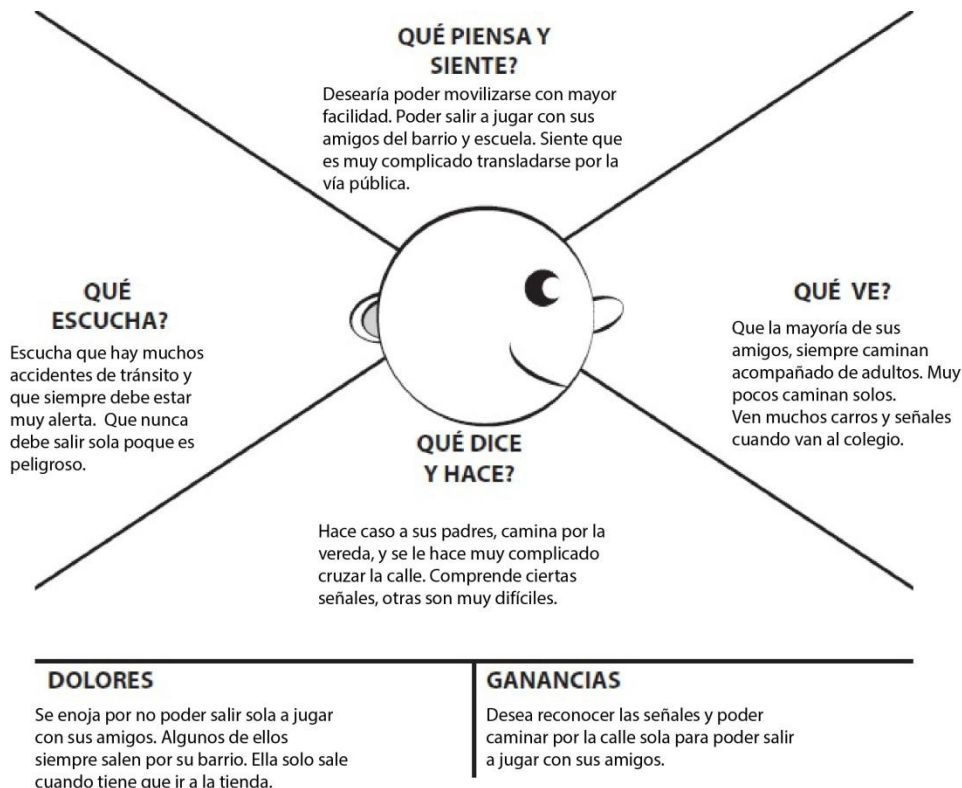 QUÉ PIENSA Y
SIENTE?
Desearía poder movilizarse con mayor
facilidad. Poder salir a jugar con sus
amigos del barrio y escuela. Siente que
es muy complicado transladarse por la
vía pública.
QUÉ
ESCUCHA?
Escucha que hay muchos
accidentes de tránsito y
que siempre debe estar
muy alerta. Que nunca
debe salir sola poque es
peligroso.
QUÉ VE?
Que la mayoría de sus
amigos, siempre caminan
acompañado de adultos. Muy
pocos caminan solos.
Ven muchos carros y señales
cuando van al colegio.
QUÉ DICE
Y HACE?
Hace caso a sus padres, camina por la
vereda, y se le hace muy complicado
cruzar la calle. Comprende ciertas
señales, otras son muy difíciles.
DOLORES
Se enoja por no poder salir sola a jugar
con sus amigos. Algunos de ellos
siempre salen por su barrio. Ella solo sale
cuando tiene que ir a la tienda.
GANANCIAS
Desea reconocer las señales y poder
caminar por la calle sola para poder salir
a jugar con sus amigos.